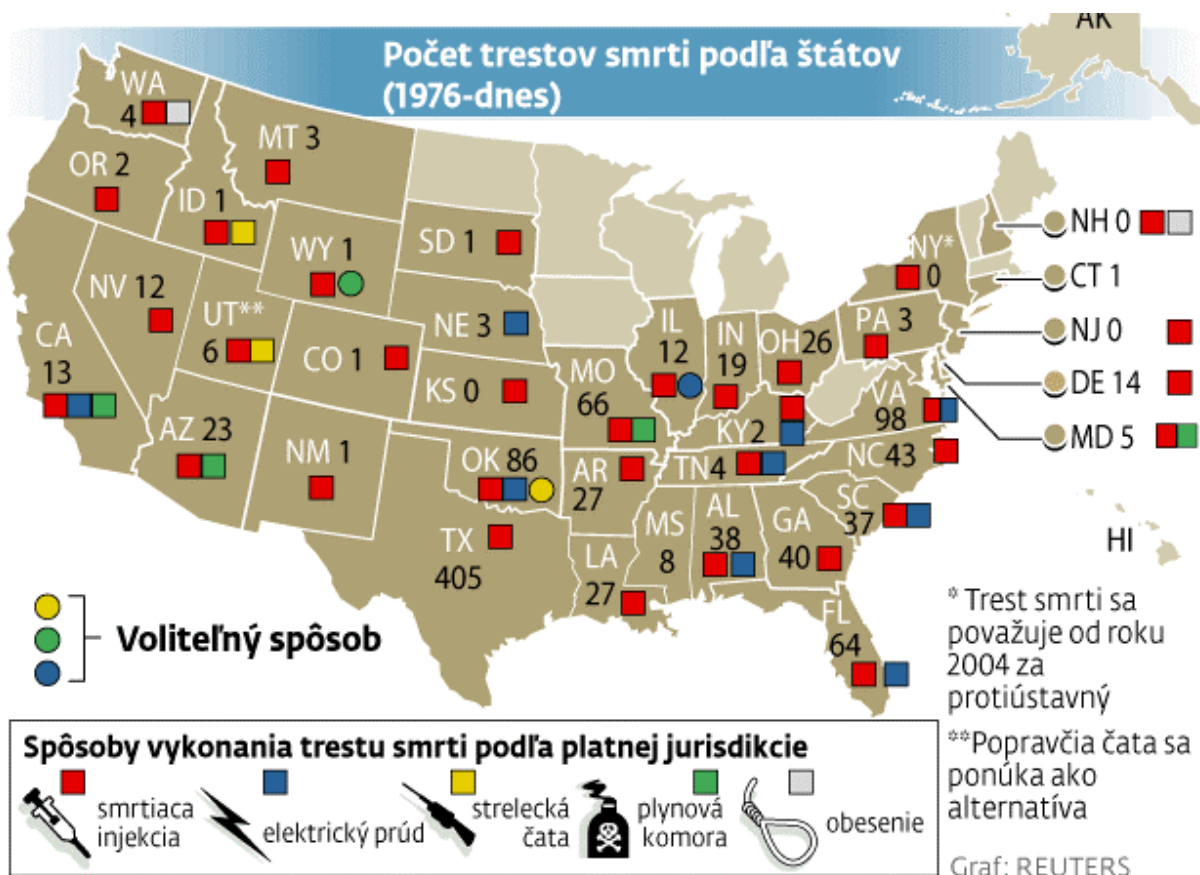 AK
Počet trestov smrti podľa štátov
(1976-dnes)
WA
4
MT 3
OR 2
ID 1
WY 1
SD 1
NY*
0
NH 0
CT 1
NV 12
UT**
6
NE 3
IL
12
IN
19
OH 26
PA 3
NJ 0
CA
13
CO 1
KS 0
MO
66
KY 2
VA
98
DE 14
MD 5
AZ 23
NM 1
OK 86
AR
27
TN 4
NC 43
SC
37
TX
405
LA
27
MS
8
AL
38
GA
40
FL
64
HI
Voliteľný spôsob
* Trest smrti sa
považuje od roku
2004 za
protiústavný
**Popravčia čata sa
ponúka ako
alternatíva
Spôsoby vykonania trestu smrti podľa platnej jurisdikcie
smrtiaca
injekcia
elektrický prúd
strelecká
čata
plynová
komora
obesenie
Graf: REUTERS